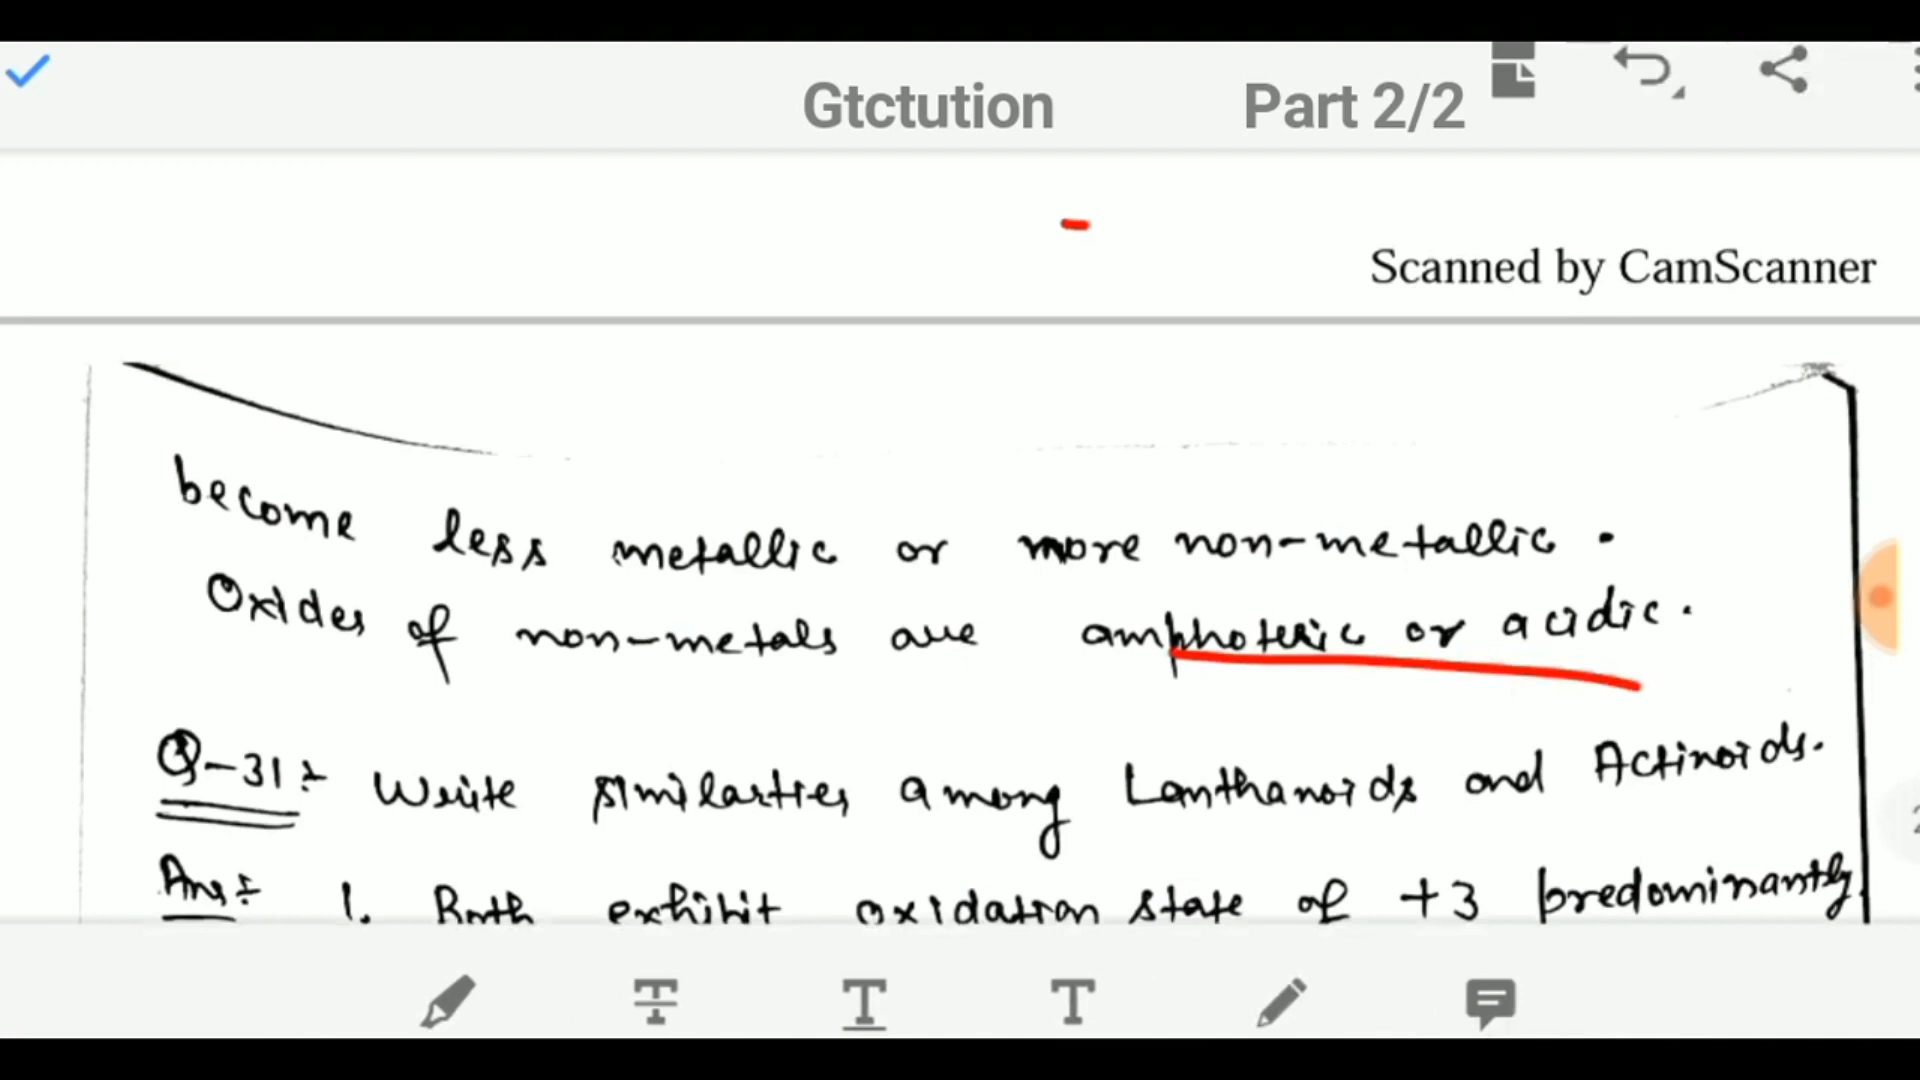 Gtctution Part 2/2
Scanned by CamScanner
become less metallic or more non-metallic.
Oxides of non-metals are amphoteric or acidic.
Q-31: Write similarties among Lanthanoids and Actinoids.
Ans: 1. Both exhibit oxidation state of +3 predominantly.